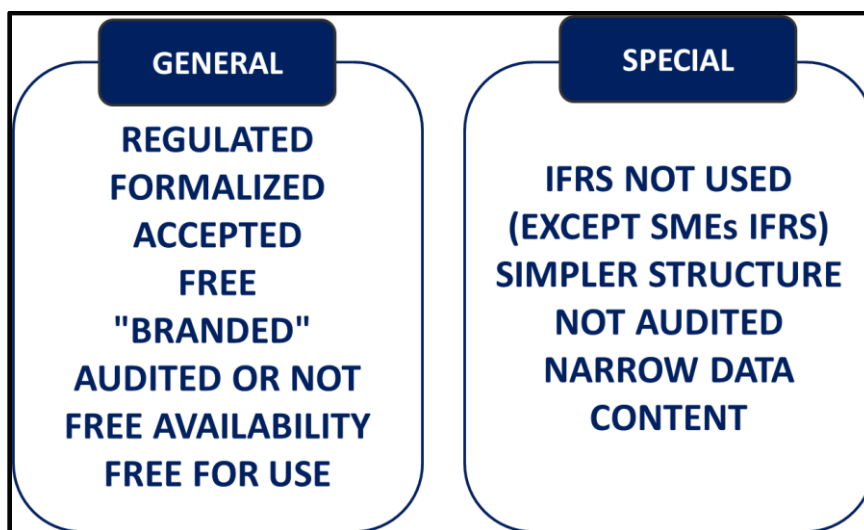 GENERAL
REGULATED
FORMALIZED
ACCEPTED
FREE
"BRANDED"
AUDITED OR NOT
FREE AVAILABILITY
FREE FOR USE
SPECIAL
IFRS NOT USED
(EXCEPT SMEs IFRS)
SIMPLER STRUCTURE
NOT AUDITED
NARROW DATA
CONTENT